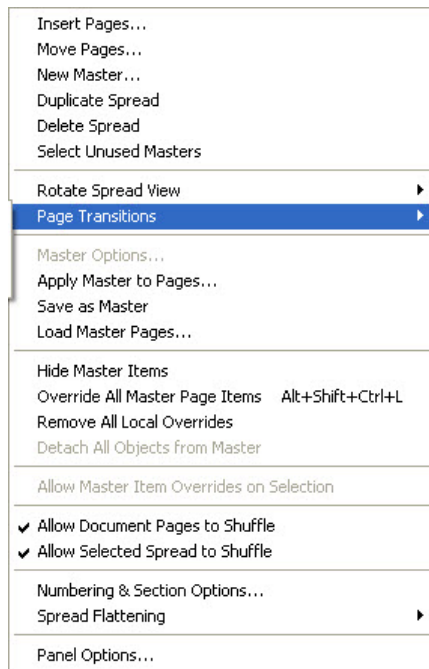 Insert Pages...
Move Pages...
New Master...
Duplicate Spread
Delete Spread
Select Unused Masters
Rotate Spread View
Page Transitions
Master Options...
Apply Master to Pages...
Save as Master
Load Master Pages...
Hide Master Items
Override All Master Page Items Alt+Shift+Ctrl+L
Remove All Local Overrides
Detach All Objects from Master
Allow Master Item Overrides on Selection
Allow Document Pages to Shuffle
Allow Selected Spread to Shuffle
Numbering & Section Options...
Spread Flattening
Panel Options...